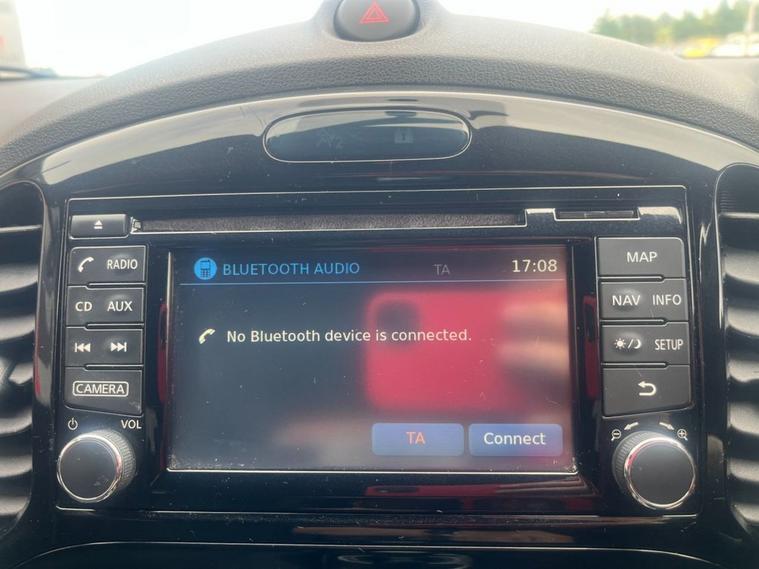 RADIO
CD AUX
CAMERA
VOL
BLUETOOTH AUDIO TA 17:08
No Bluetooth device is connected.
TA Connect
MAP
NAV INFO
SETUP